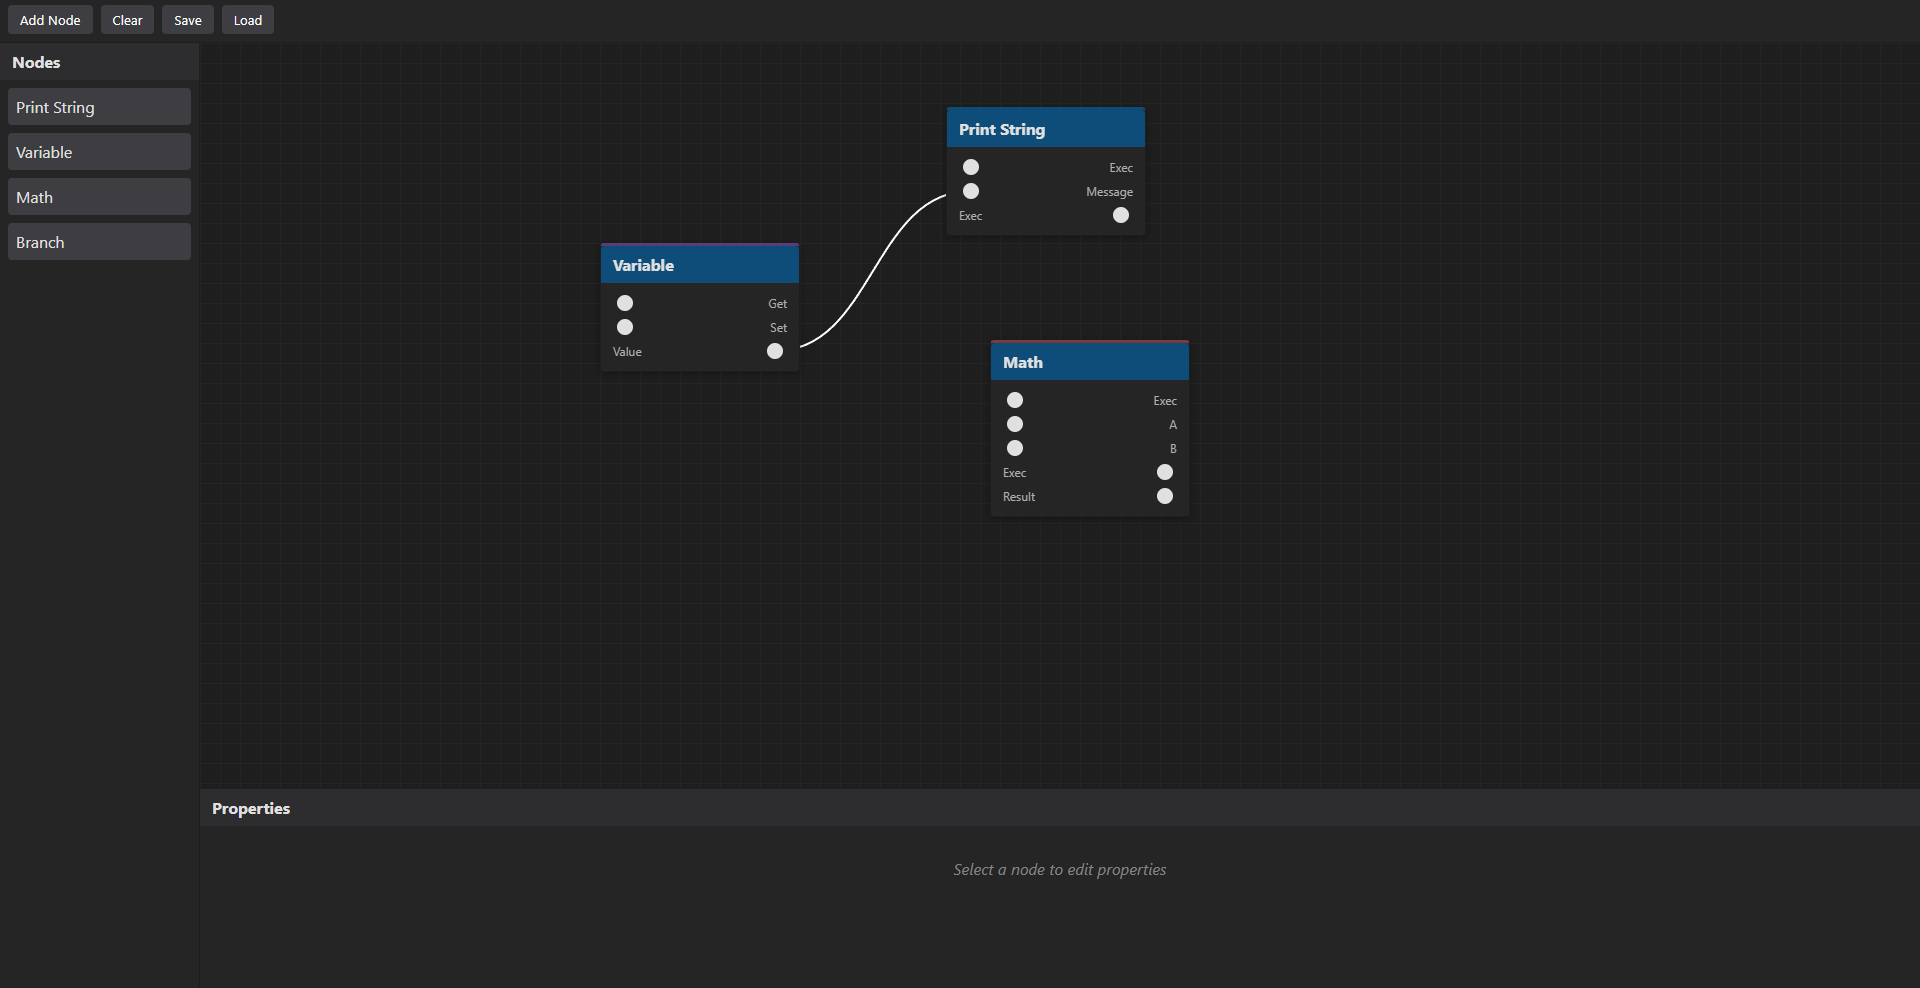 Add Node Clear Save Load
Nodes
Print String
Variable
Math
Branch
Print String
Exec
Message
Exec
Variable
Get
Set
Value
Math
Exec
A
B
Exec
Result
Properties
Select a node to edit properties